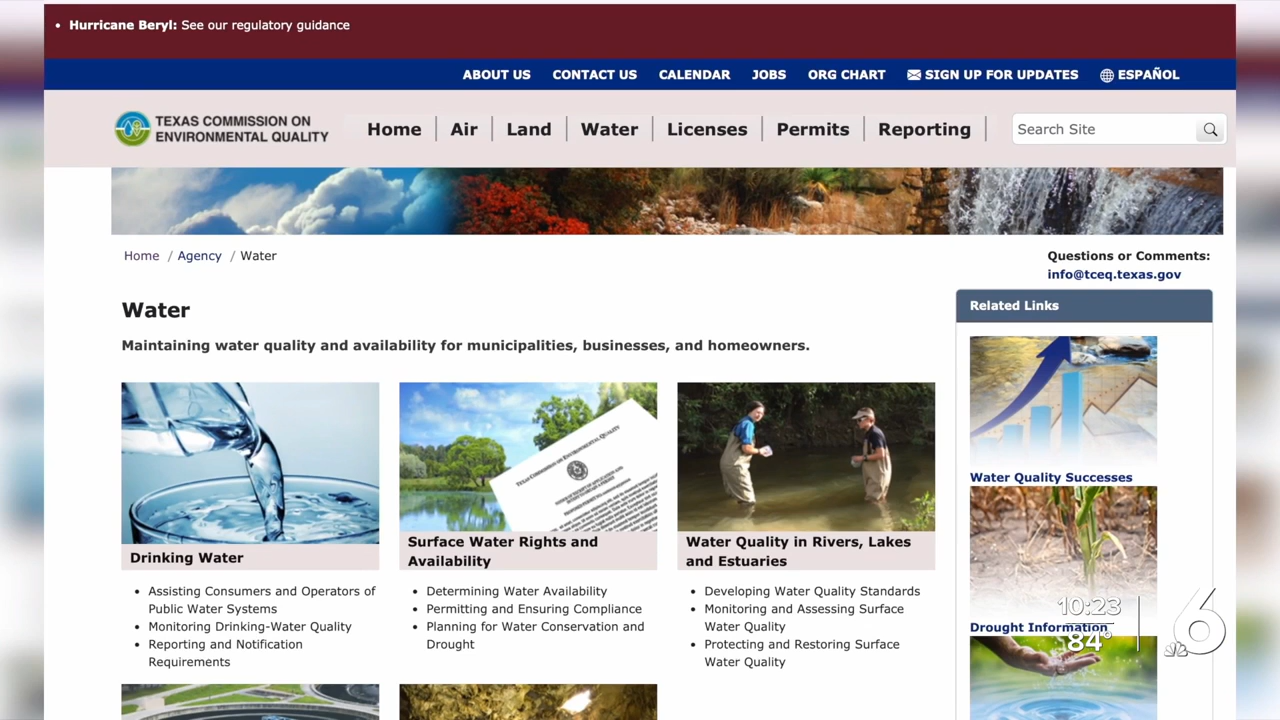 Hurricane Beryl: See our regulatory guidance
ABOUT US CONTACT US CALENDAR JOBS ORG CHART SIGN UP FOR UPDATES ESPAÑOL
TEXAS COMMISSION ON
ENVIRONMENTAL QUALITY
Home Air Land Water Licenses Permits Reporting
Search Site
Home / Agency / Water
Questions or Comments:
info@tceq.texas.gov
Water
Maintaining water quality and availability for municipalities, businesses, and homeowners.
Related Links
TEXAS COMMISSION ON ENVIRONMENTAL QUALITY
Drinking Water
• Assisting Consumers and Operators of
Public Water Systems
• Monitoring Drinking-Water Quality
• Reporting and Notification
Requirements
Surface Water Rights and
Availability
• Determining Water Availability
• Permitting and Ensuring Compliance
• Planning for Water Conservation and
Drought
Water Quality in Rivers, Lakes
and Estuaries
• Developing Water Quality Standards
• Monitoring and Assessing Surface
Water Quality
• Protecting and Restoring Surface
Water Quality
Water Quality Successes
Drought Information
10:23
84°
6